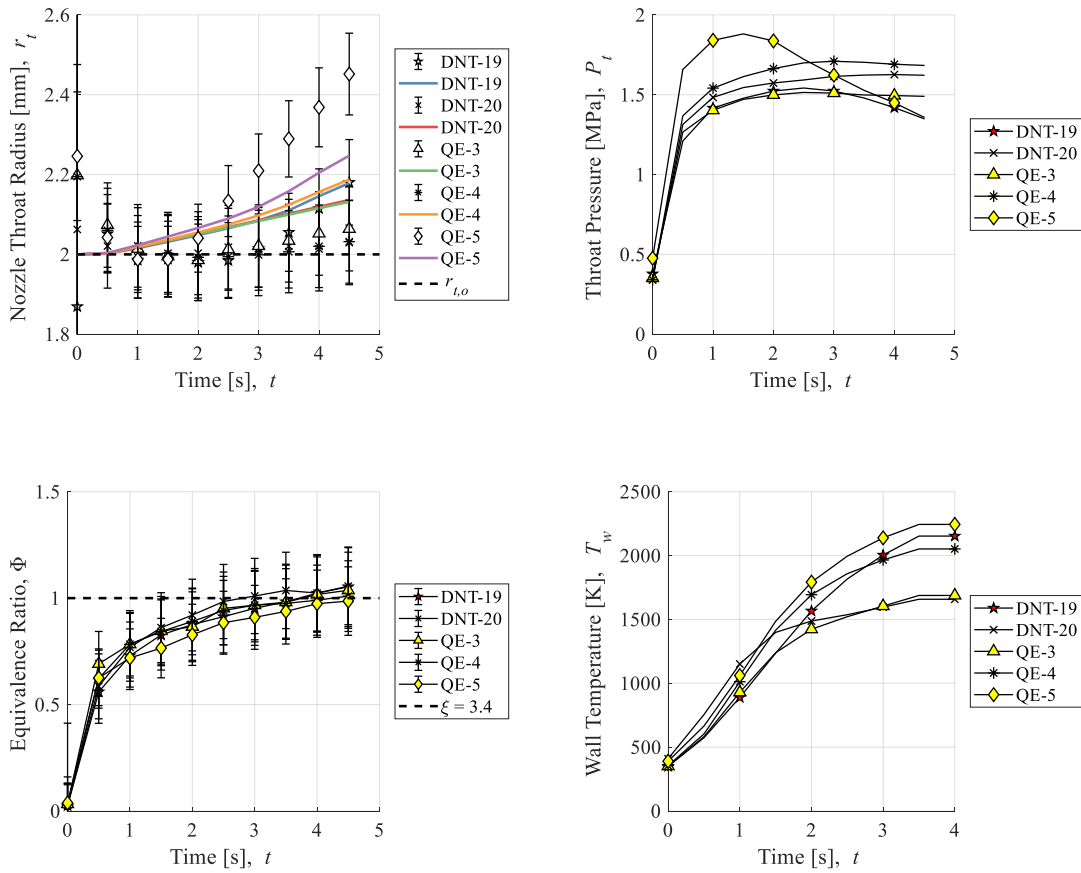 2.6
2.4
2.2
2
1.8
0
1
2
3
4
5
Nozzle Throat Radius [mm], r_t
Time [s], t
DNT-19
DNT-19
DNT-20
DNT-20
QE-3
QE-3
QE-4
QE-4
QE-5
QE-5
r_{t,o}
2
1.5
1
0.5
0
0
1
2
3
4
5
Throat Pressure [MPa], P_t
Time [s], t
DNT-19
DNT-20
QE-3
QE-4
QE-5
1.5
1
0.5
0
0
1
2
3
4
5
Equivalence Ratio, Φ
Time [s], t
DNT-19
DNT-20
QE-3
QE-4
QE-5
ξ = 3.4
2500
2000
1500
1000
500
0
0
1
2
3
4
Wall Temperature [K], T_w
Time [s], t
DNT-19
DNT-20
QE-3
QE-4
QE-5